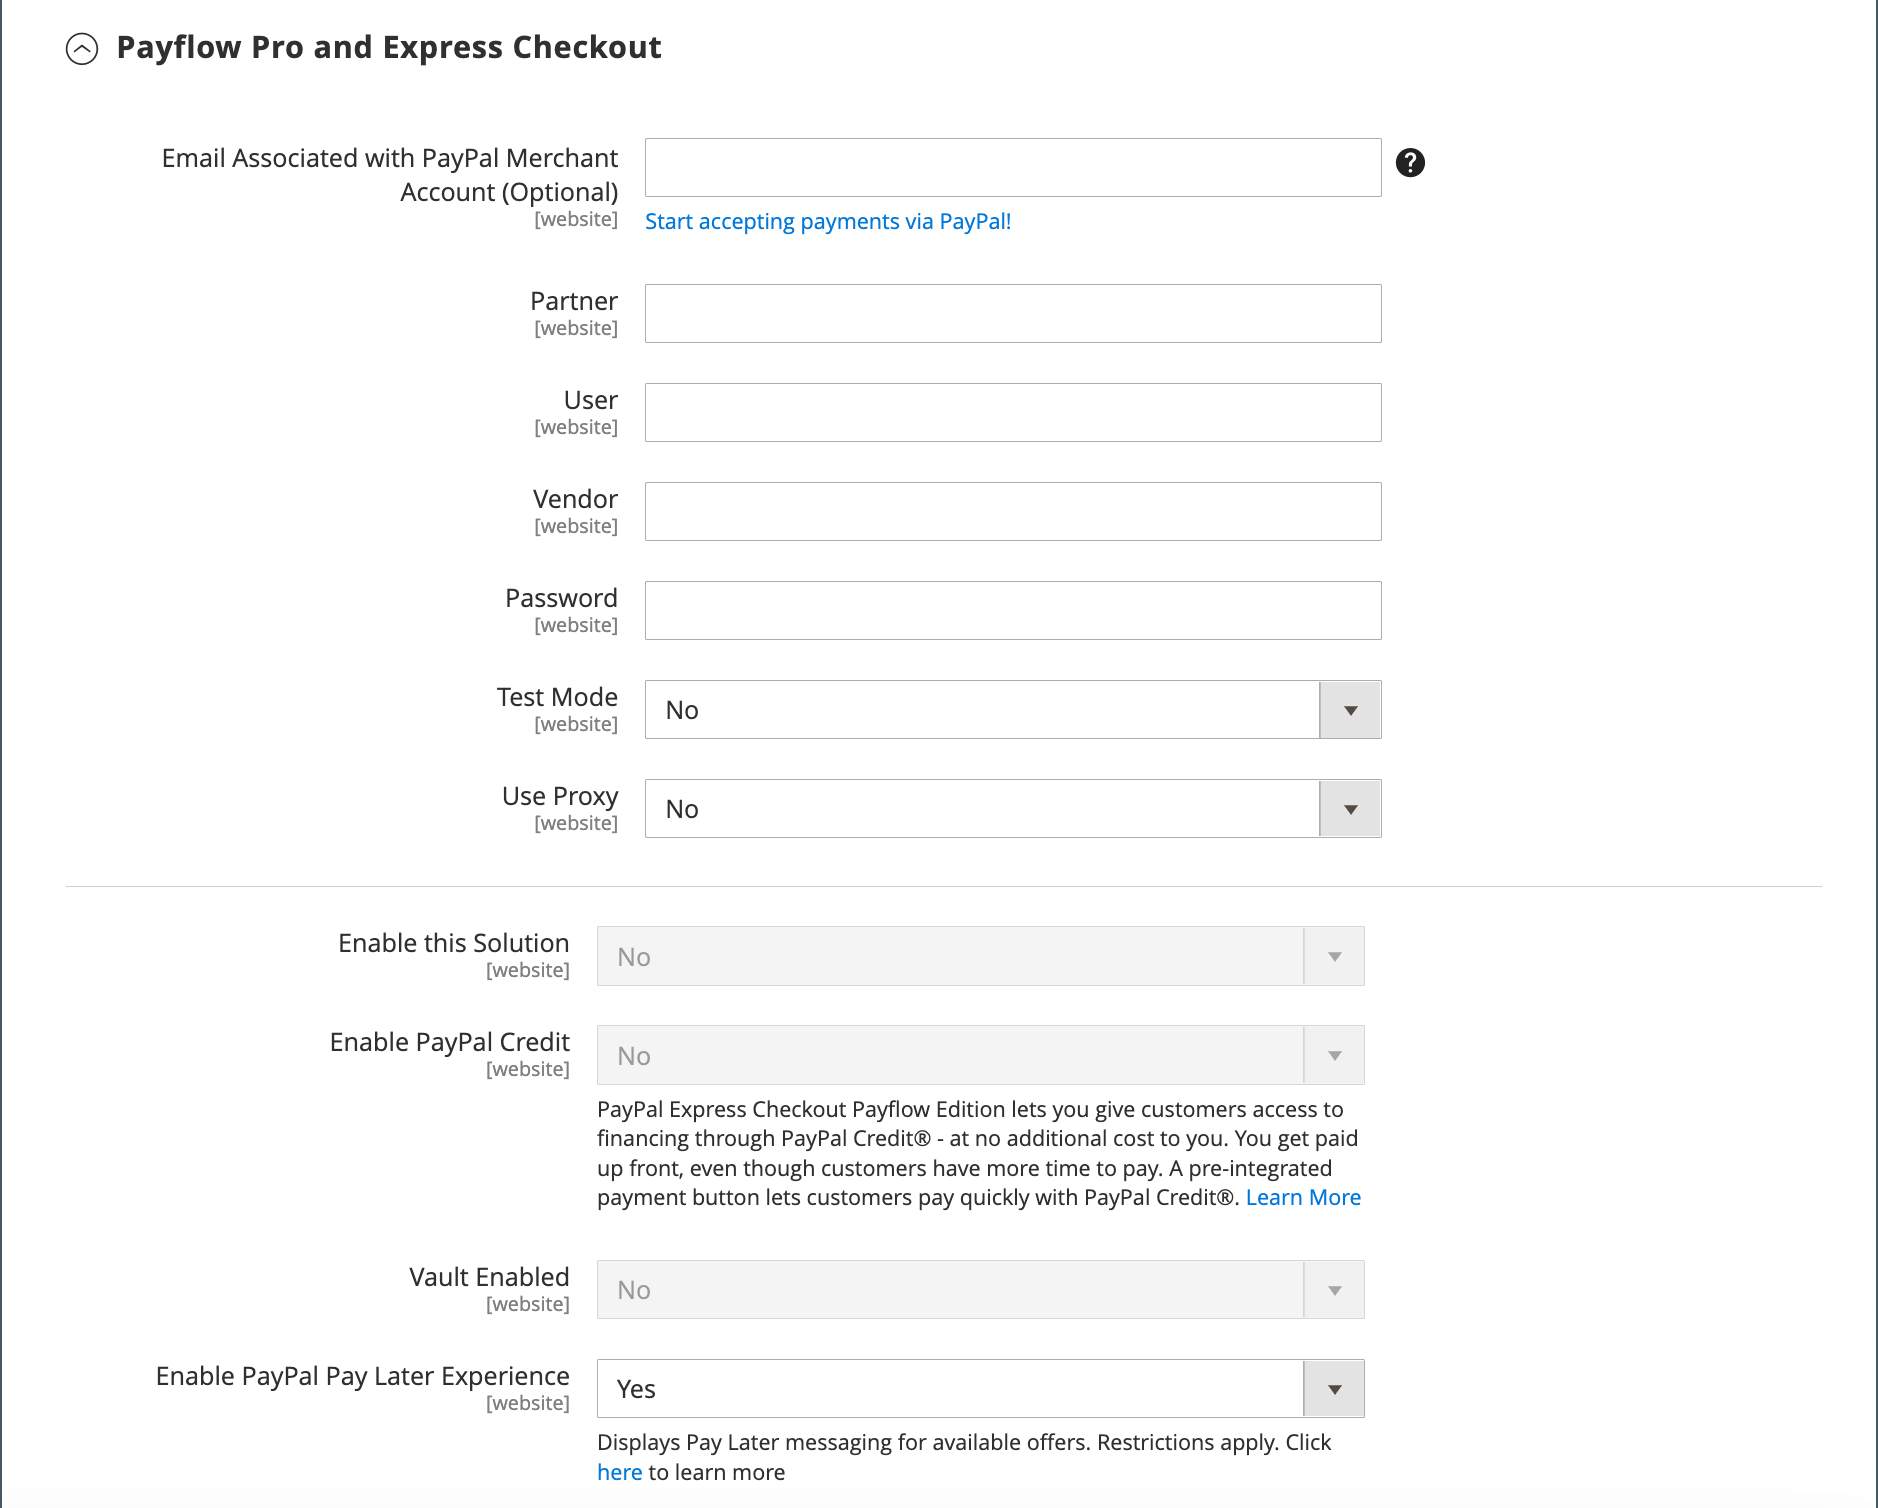 Payflow Pro and Express Checkout
Email Associated with PayPal Merchant
Account (Optional)
[website]
Start accepting payments via PayPal!
Partner
[website]
User
[website]
Vendor
[website]
Password
[website]
Test Mode
[website]
No
Use Proxy
[website]
No
Enable this Solution
[website]
No
Enable PayPal Credit
[website]
No
PayPal Express Checkout Payflow Edition lets you give customers access to
financing through PayPal Credit® - at no additional cost to you. You get paid
up front, even though customers have more time to pay. A pre-integrated
payment button lets customers pay quickly with PayPal Credit®. Learn More
Vault Enabled
[website]
No
Enable PayPal Pay Later Experience
[website]
Yes
Displays Pay Later messaging for available offers. Restrictions apply. Click
here to learn more